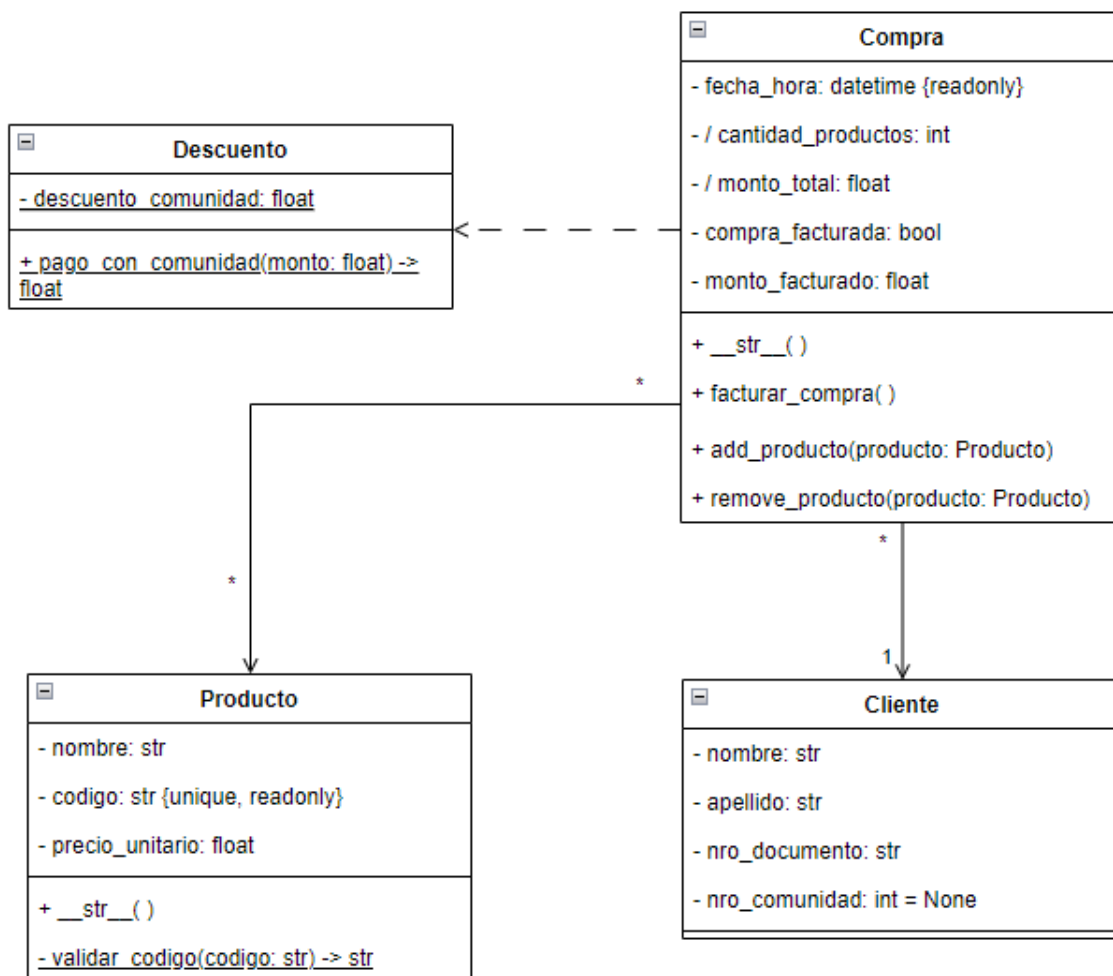 Compra
- fecha_hora: datetime {readonly}
- / cantidad_productos: int
- / monto_total: float
- compra_facturada: bool
- monto_facturado: float
+ __str__( )
+ facturar_compra( )
+ add_producto(producto: Producto)
+ remove_producto(producto: Producto)
Descuento
- descuento_comunidad: float
+ pago_con_comunidad(monto: float) ->
float
*
*
*
1
Producto
- nombre: str
- codigo: str {unique, readonly}
- precio_unitario: float
+ __str__( )
- validar_codigo(codigo: str) -> str
Cliente
- nombre: str
- apellido: str
- nro_documento: str
- nro_comunidad: int = None